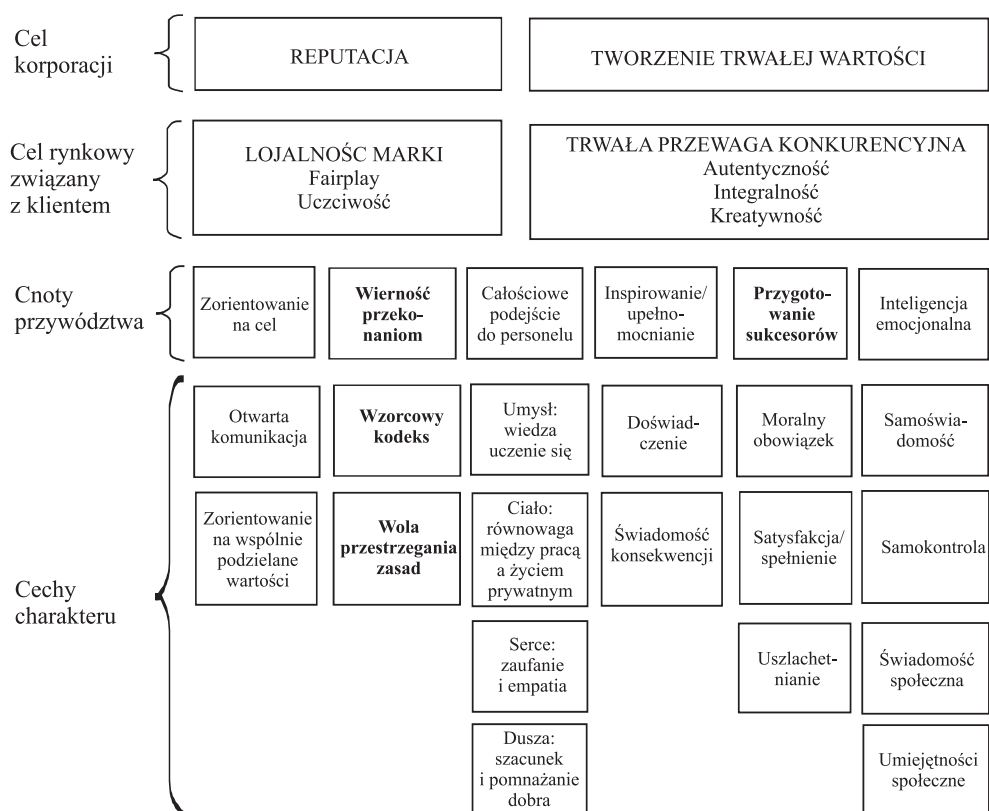 Cel
korporacji
REPUTACJA
TWORZENIE TRWAŁEJ WARTOŚCI
Cel rynkowy
związany
z klientem
LOJALNOŚC MARKI
Fairplay
Uczciwość
TRWAŁA PRZEWAGA KONKURENCYJNA
Autentyczność
Integralność
Kreatywność
Cnoty
przywództwa
Zorientowanie
na cel
Wierność
przeko-
naniom
Całościowe
podejście
do personelu
Inspirowanie/
upełno-
mocnianie
Przygoto-
wanie
sukcesorów
Inteligencja
emocjonalna
Cechy
charakteru
Otwarta
komunikacja
Wzorcowy
kodeks
Umysł:
wiedza
uczenie się
Doświad-
czenie
Moralny
obowiązek
Samoświa-
domość
Zorientowanie
na wspólnie
podzielane
wartości
Wola
przestrzegania
zasad
Ciało:
równowaga
między pracą
a życiem
prywatnym
Świadomość
konsekwencji
Satysfakcja/
spełnienie
Samokontrola
Serce:
zaufanie
i empatia
Uszlachet-
nianie
Świadomość
społeczna
Dusza:
szacunek
i pomnażanie
dobra
Umiejętności
społeczne